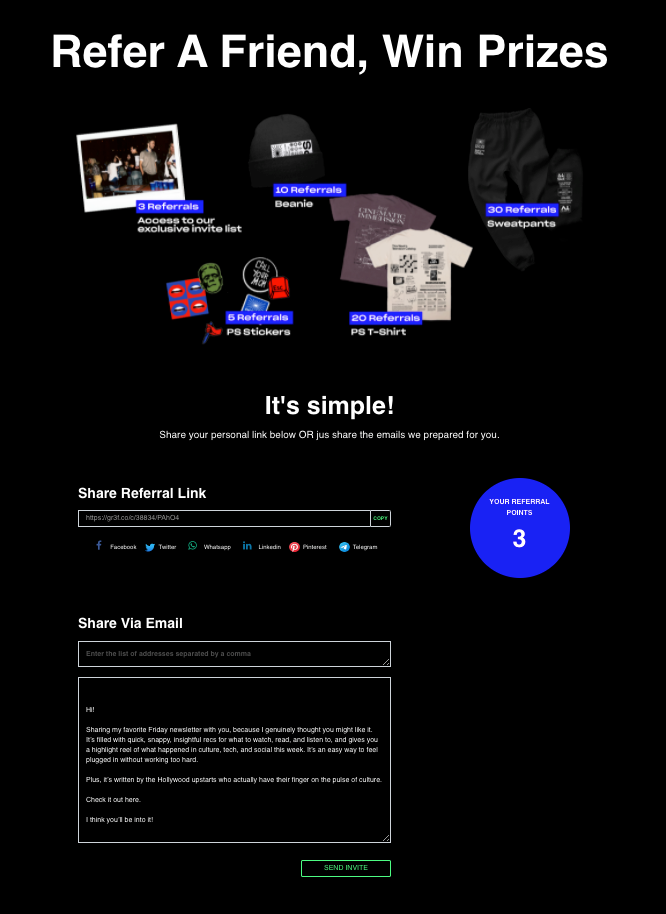 Refer A Friend, Win Prizes
3 Referrals
Access to our
exclusive invite list
10 Referrals
Beanie
30 Referrals
Sweatpants
CINEMATIC
IMMERSION
CALL
YOUR
MOM
5 Referrals
PS Stickers
20 Referrals
PS T-Shirt
It's simple!
Share your personal link below OR jus share the emails we prepared for you.
Share Referral Link
https://gr3f.co/c/38834/PAhO4
COPY
Facebook
Twitter
Whatsapp
Linkedin
Pinterest
Telegram
YOUR REFERRAL
POINTS
3
Share Via Email
Enter the list of addresses separated by a comma
Hi!
Sharing my favorite Friday newsletter with you, because I genuinely thought you might like it.
It's filled with quick, snappy, insightful recs for what to watch, read, and listen to, and gives you
a highlight reel of what happened in culture, tech, and social this week. It's an easy way to feel
plugged in without working too hard.
Plus, it's written by the Hollywood upstarts who actually have their finger on the pulse of culture.
Check it out here.
I think you'll be into it!
SEND INVITE